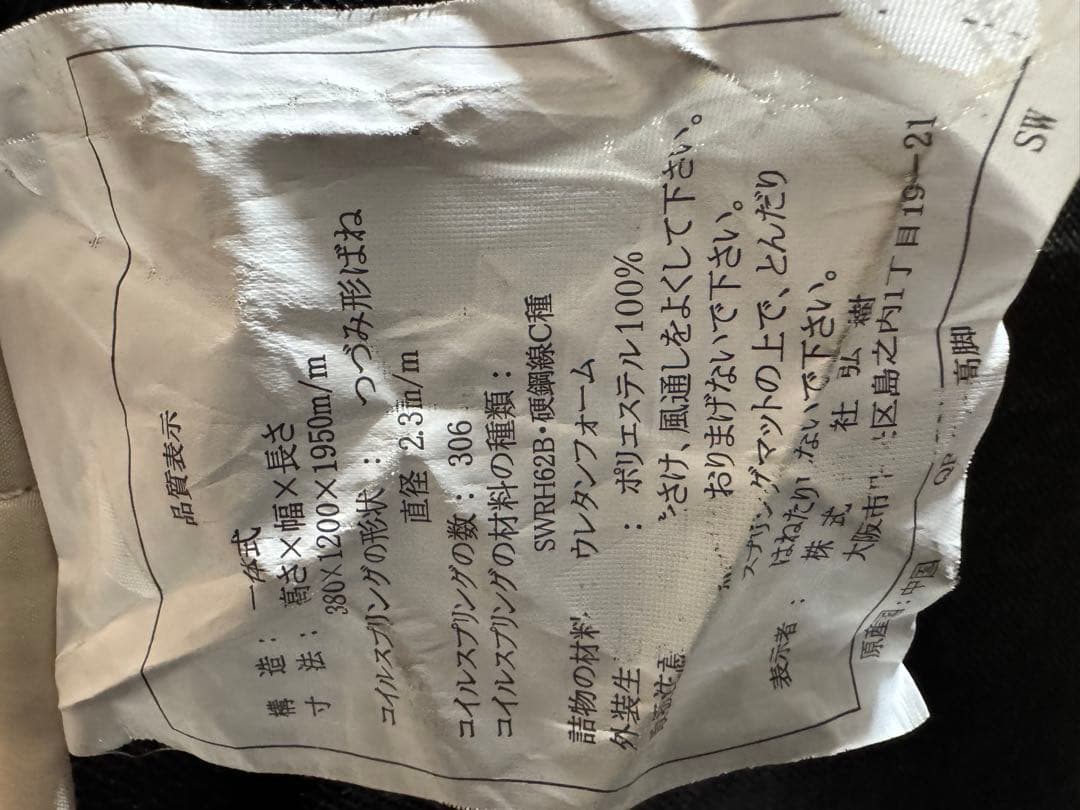 品質表示
構造： 一体式
寸法： 高さ×幅×長さ
380×1200×1950m/m
コイルスプリングの形状： つづみ形ばね
直径 2.3m/m
コイルスプリングの数： 306
コイルスプリングの材料の種類：
SWRH62B・硬鋼線C種
詰物の材料 ウレタンフォーム
外装生 ： ポリエステル100%
さけ、風通しをよくして下さい。
おりまげないで下さい。
グマットの上で、とんだり
はねたり ないで下さい。
表示者： 株式社弘樹
大阪市 区島之内1丁目19-21
原産国：中国
QP 高脚
SW